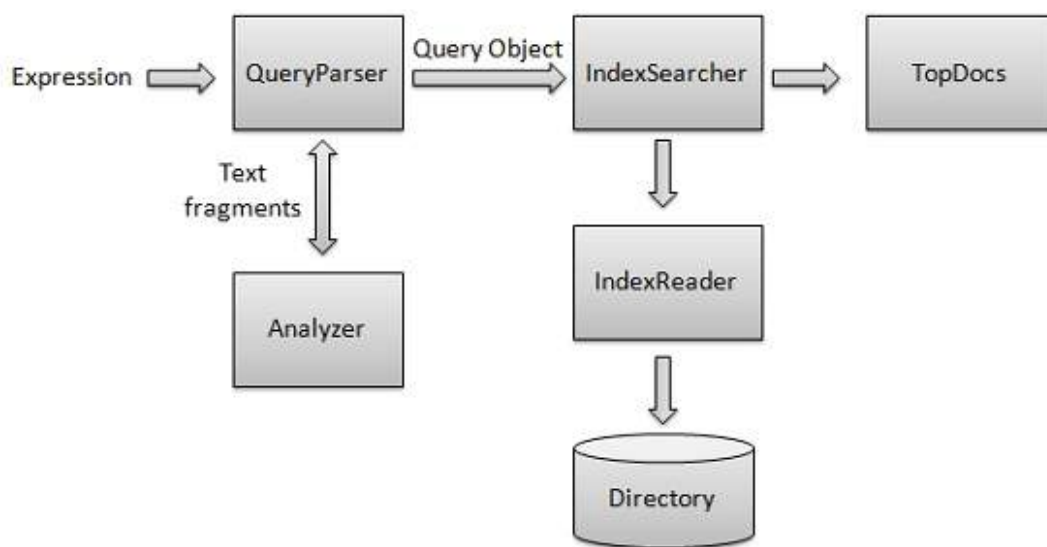 Query Object
Expression
QueryParser
IndexSearcher
TopDocs
Text
fragments
IndexReader
Analyzer
Directory